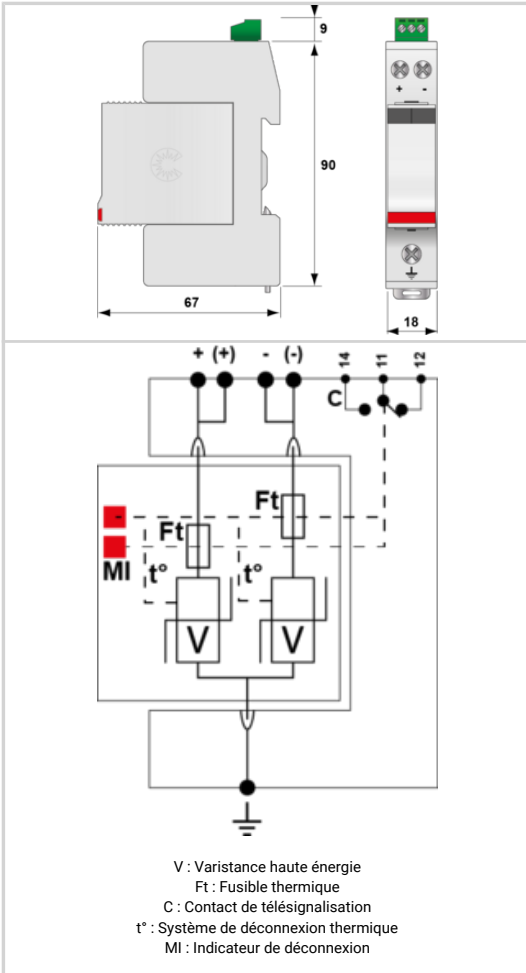 9
90
67
+ -
18
+ (+) - (-) 14 11 12
C
Ft
Ft
-
MI
t°
t°
V
V
V : Varistance haute énergie
Ft : Fusible thermique
C : Contact de télésignalisation
t° : Système de déconnexion thermique
MI : Indicateur de déconnexion